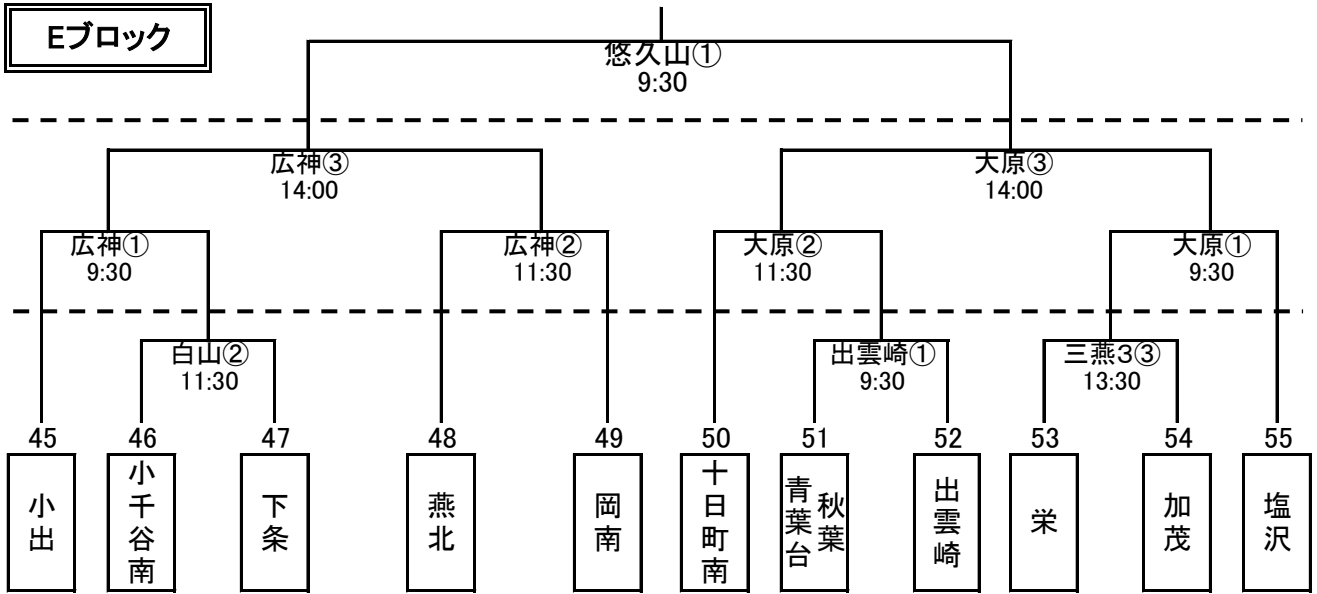 Eブロック
悠久山①
9:30
広神③
14:00
大原③
14:00
広神①
9:30
広神②
11:30
大原②
11:30
大原①
9:30
白山②
11:30
出雲崎①
9:30
三燕3③
13:30
45
46
47
48
49
50
51
52
53
54
55
小出
小千谷南
下条
燕北
岡南
十日町南
秋葉
青葉台
出雲崎
栄
加茂
塩沢